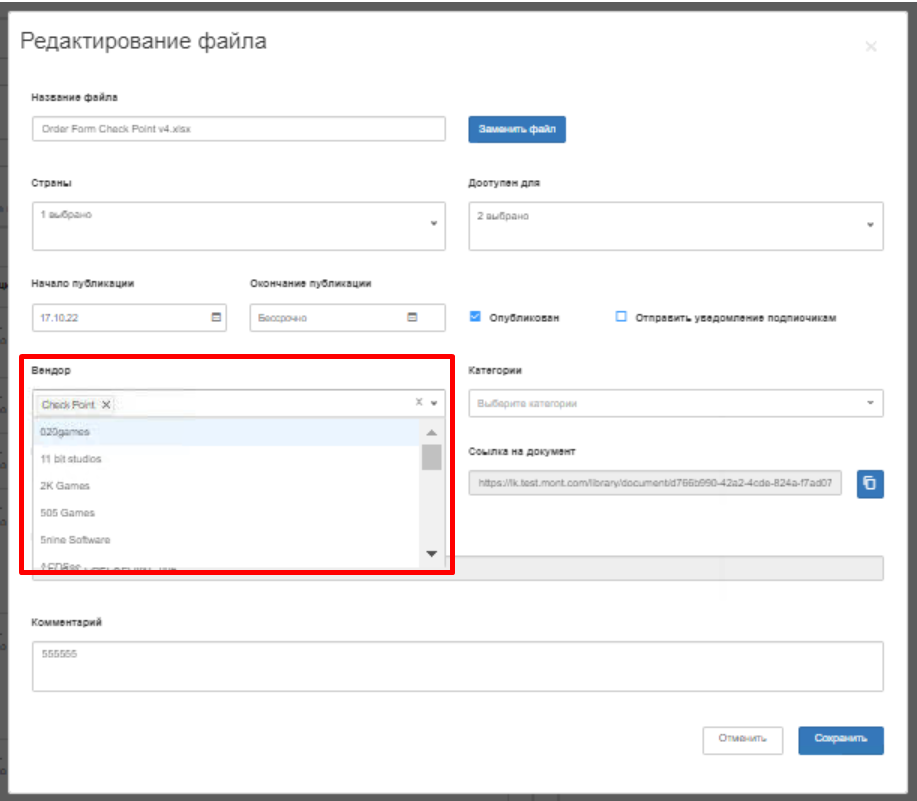 Редактирование файла
Название файла
Order Form Check Point v4.xlsx
Заменить файл
Страны
Доступен для
1 выбрано
2 выбрано
Начало публикации
Окончание публикации
17.10.22
Бессрочно
Опубликован
Отправить уведомление подписчикам
Вендор
Категории
Check Point
Выберите категории
020games
Ссылка на документ
11 bit studios
https://lk.test.mont.com/library/document/d766b990-42a2-4cde-824a-f7ad07
2K Games
505 Games
5nine Software
Комментарий
555555
Отменить
Сохранить